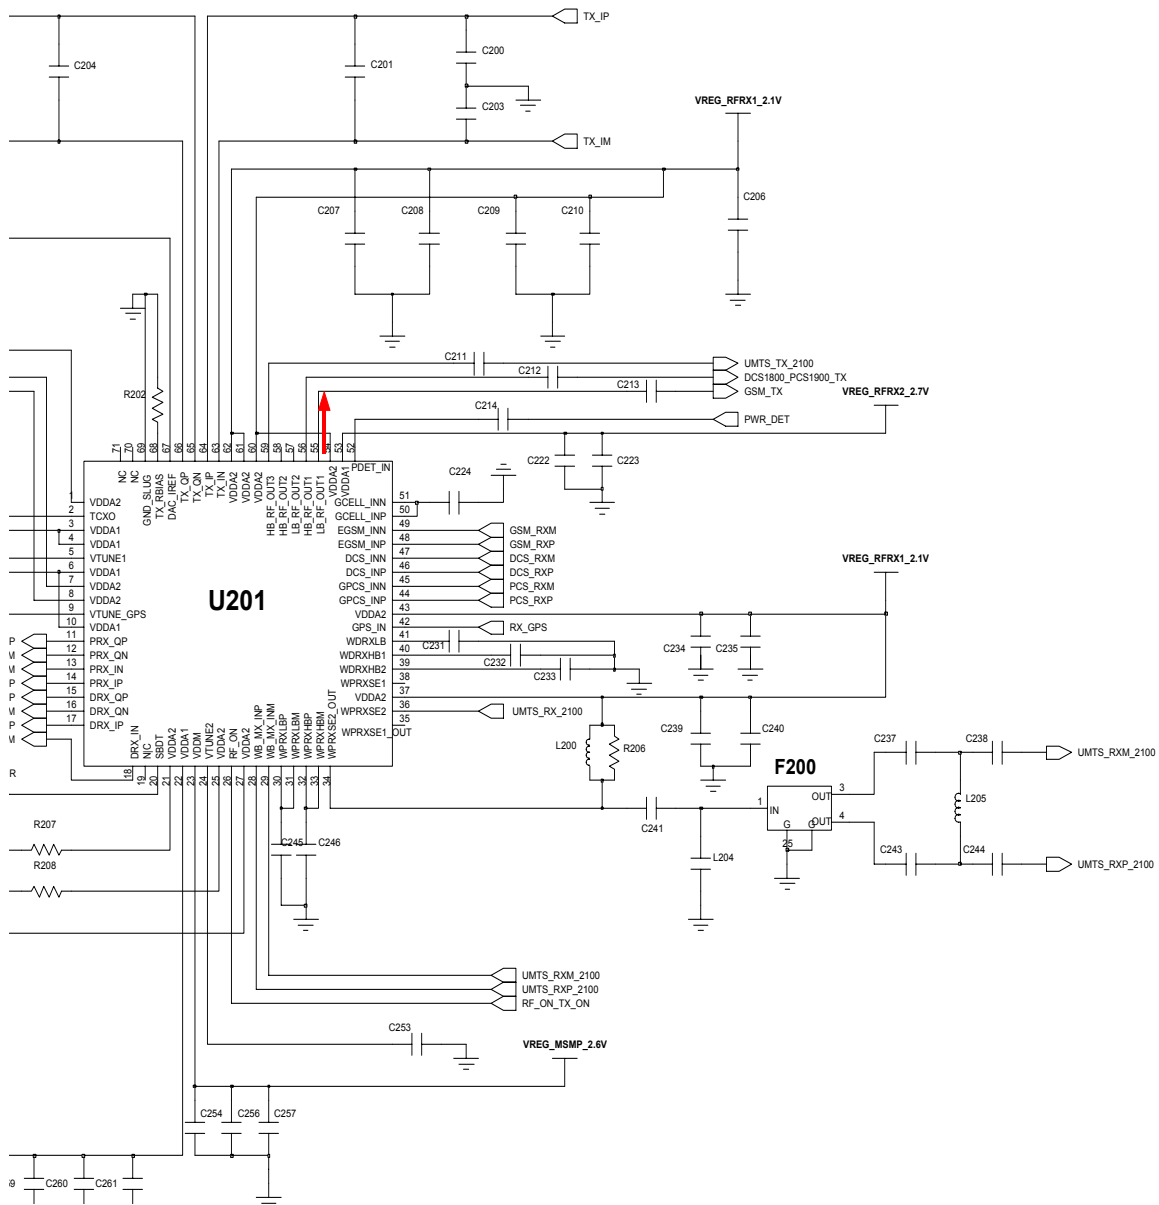 TX_IP
C204
C201
C200
C203
TX_IM
VREG_RFRX1_2.1V
C207
C208
C209
C210
C206
R202
C211
UMTS_TX_2100
C212
DCS1800_PCS1900_TX
C213
GSM_TX
VREG_RFRX2_2.7V
C214
PWR_DET
C222
C223
C224
71 70 69 68 67 66 65 64 63 62 61 60 59 58 57 56 55 54 53 52
NC
NC
GND_SLUG
TX_RBIAS
DAC_IREF
TX_QP
TX_QN
TX_IP
TX_IN
VDDA2
VDDA2
VDDA2
HB_RF_OUT3
HB_RF_OUT2
LB_RF_OUT2
HB_RF_OUT1
LB_RF_OUT1
VDDA2
VDDA1
PDET_IN
1 VDDA2
2 TCXO
3 VDDA1
4 VDDA1
5 VTUNE1
6 VDDA1
7 VDDA2
8 VDDA2
9 VTUNE_GPS
10 VDDA1
P 11 PRX_QP
M 12 PRX_QN
M 13 PRX_IN
P 14 PRX_IP
P 15 DRX_QP
M 16 DRX_QN
P 17 DRX_IP
M
U201
GCELL_INN 51
GCELL_INP 50
EGSM_INN 49 GSM_RXM
EGSM_INP 48 GSM_RXP
DCS_INN 47 DCS_RXM
DCS_INP 46 DCS_RXP
GPCS_INN 45 PCS_RXM
GPCS_INP 44 PCS_RXP
VDDA2 43
GPS_IN 42 RX_GPS
WDRXLB 41 C231
WDRXHB1 40 C232
WDRXHB2 39 C233
WPRXSE1 38
VDDA2 37
WPRXSE2 36 UMTS_RX_2100
WPRXSE1_OUT 35
VREG_RFRX1_2.1V
C234
C235
DRX_IN
N/C
SBDT
VDDA2
VDDA1
VDDM
VTUNE2
VDDA2
RF_ON
VDDA2
WB_MX_INP
WB_MX_INM
WPRXLBP
WPRXLBM
WPRXHBP
WPRXHBM
WPRXSE2_OUT
18 19 20 21 22 23 24 25 26 27 28 29 30 31 32 33 34
L200
R206
C239
C240
C237
C238
UMTS_RXM_2100
F200
1 IN
OUT 3
OUT 4
G G
25
L205
C241
L204
C243
C244
UMTS_RXP_2100
R
R207
R208
C245
C246
UMTS_RXM_2100
UMTS_RXP_2100
RF_ON_TX_ON
C253
VREG_MSMP_2.6V
C254
C256
C257
C260
C261